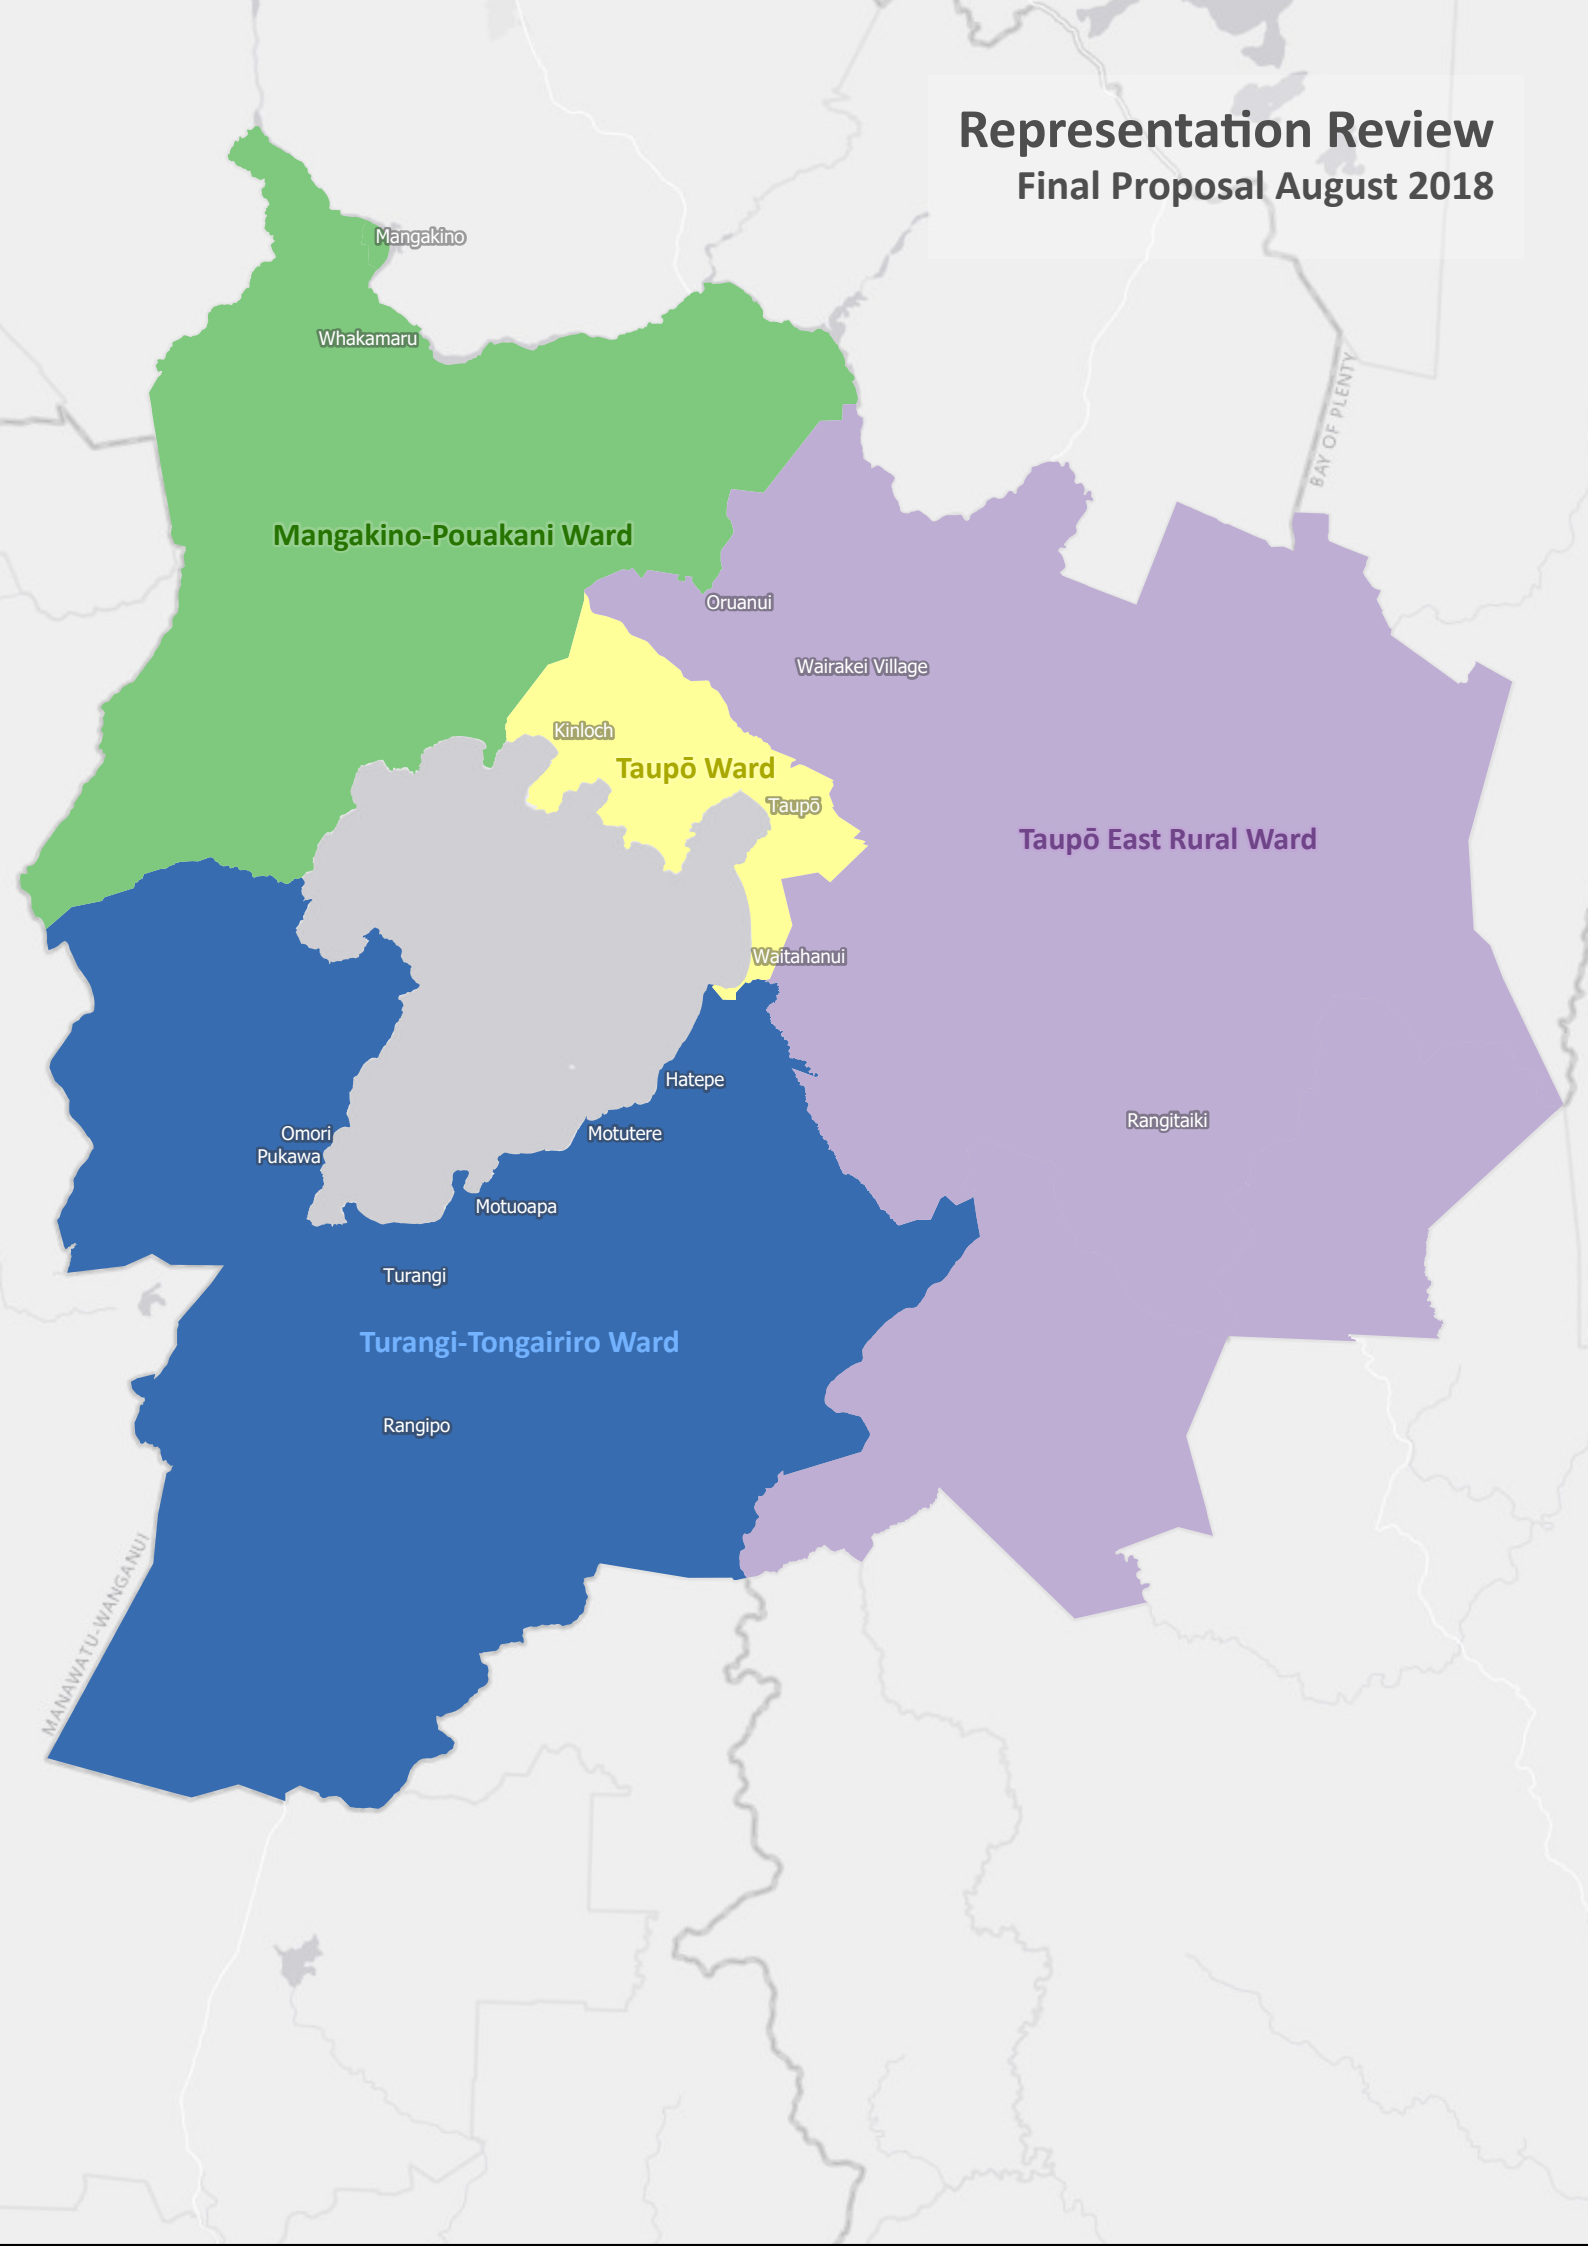 Representation Review
Final Proposal August 2018
Mangakino
Whakamaru
BAY OF PLENTY
Mangakino-Pouakani Ward
Oruanui
Wairakei Village
Kinloch
Taupō Ward
Taupō
Taupō East Rural Ward
Waitahanui
Hatepe
Rangitaiki
Omori
Motutere
Pukawa
Motuoapa
Turangi
Turangi-Tongairiro Ward
Rangipo
MANAWATU-WANGANUI